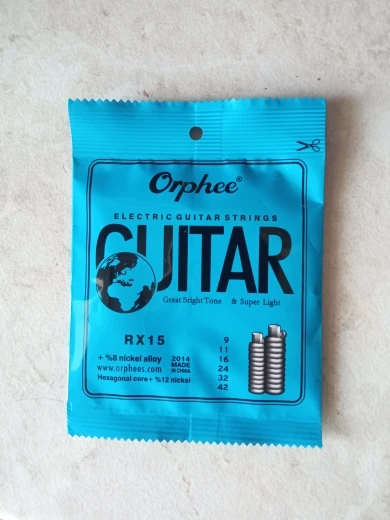 Orphee®
ELECTRIC GUITAR STRINGS
GUITAR
Great Bright Tone & Super Light
RX15
+ %8 nickel alloy
www.orphees.com
Hexagonal core+ %12 nickel
2014
MADE
IN CHINA
9
11
16
24
32
42